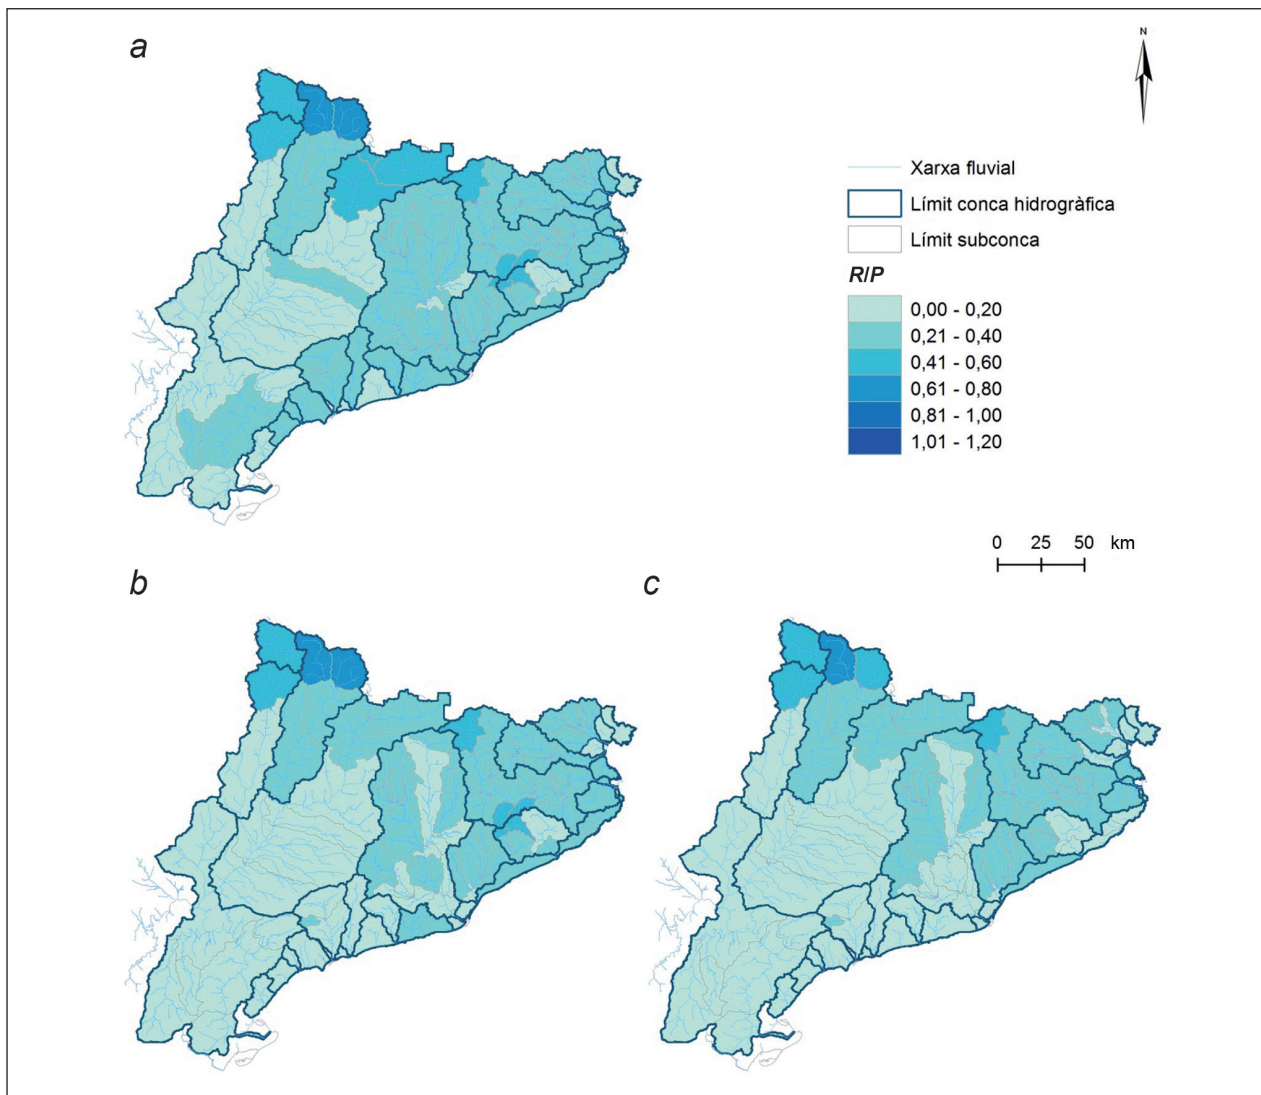 a
N
Xarxa fluvial
Límit conca hidrogràfica
Límit subconca
R/P
0,00 - 0,20
0,21 - 0,40
0,41 - 0,60
0,61 - 0,80
0,81 - 1,00
1,01 - 1,20
0 25 50 km
b
c